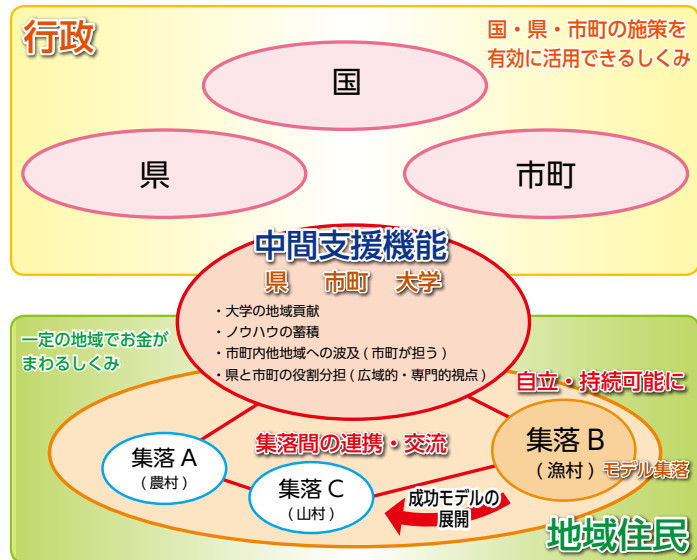 行政
国・県・市町の施策を
有効に活用できるしくみ
国
県
市町
中間支援機能
県 市町 大学
・大学の地域貢献
・ノウハウの蓄積
・市町内他地域への波及（市町が担う）
・県と市町の役割分担（広域的・専門的視点）
一定の地域でお金が
まわるしくみ
自立・持続可能に
集落間の連携・交流
集落 A
（農村）
集落 C
（山村）
集落 B
（漁村）
モデル集落
成功モデルの
展開
地域住民